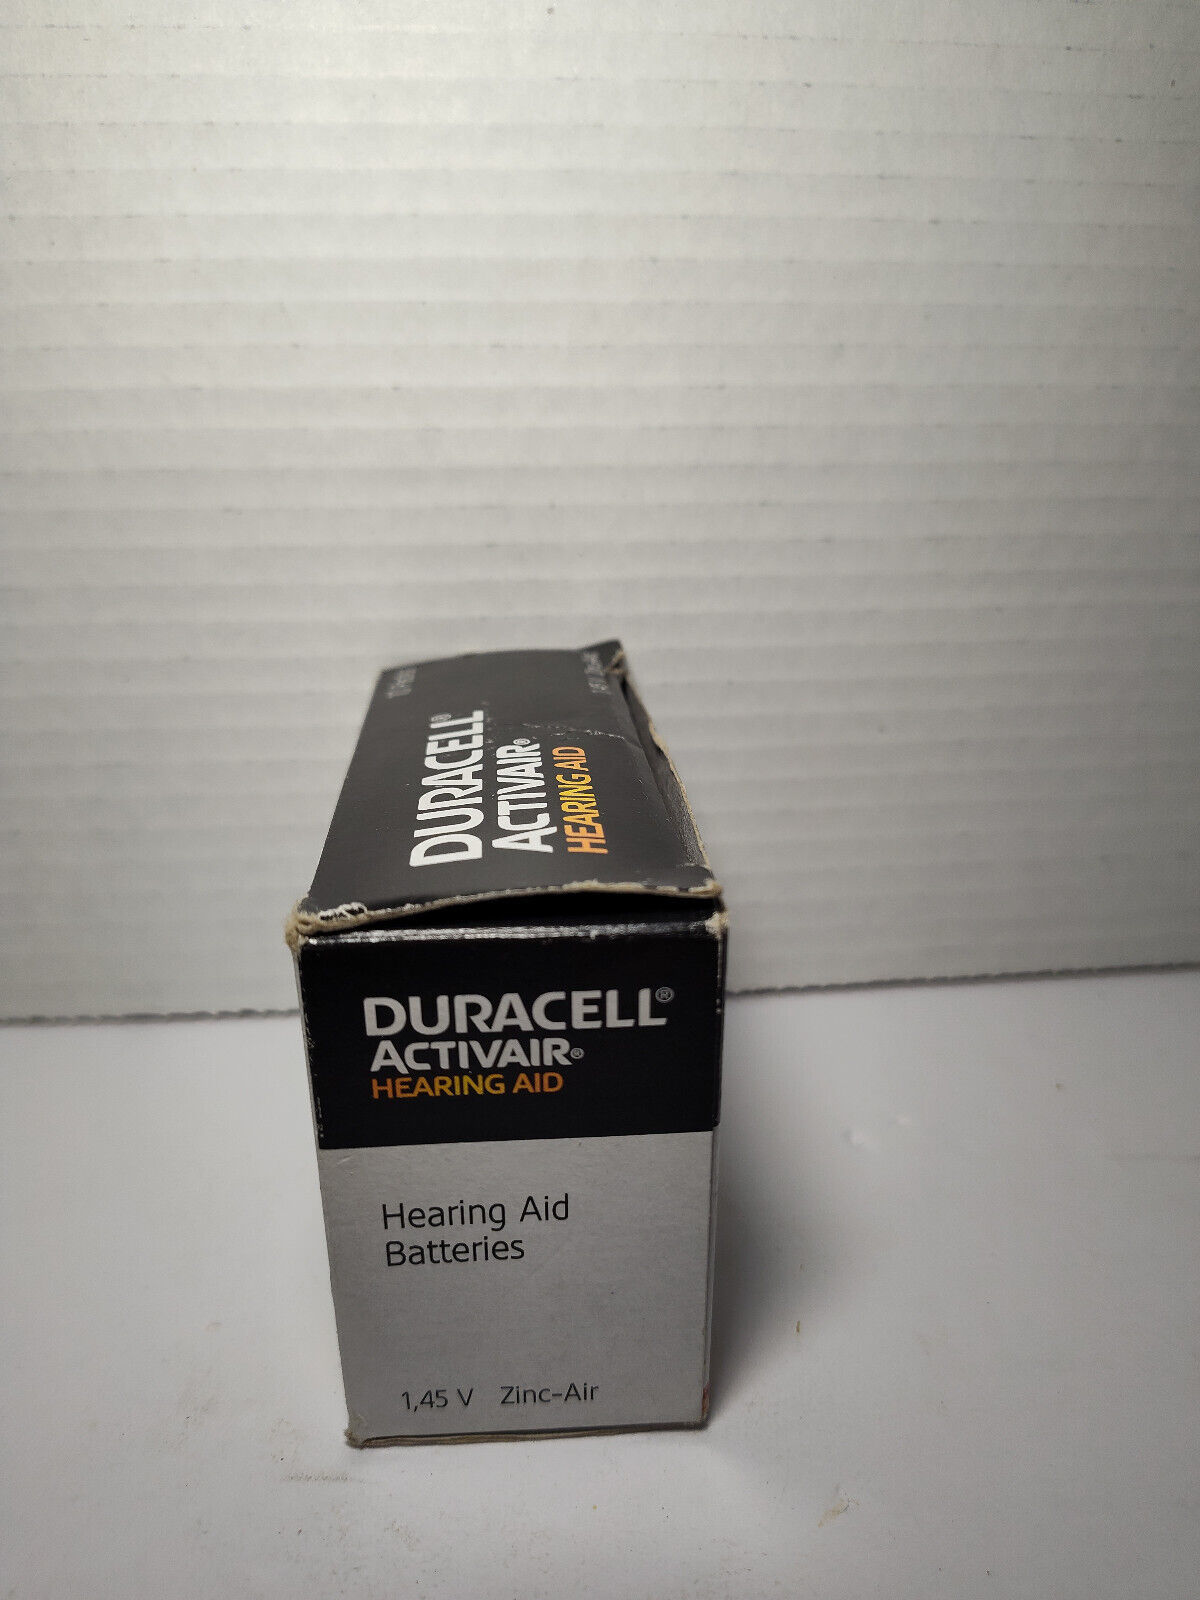 DURACELL®
ACTIVAIR®
HEARING AID
DURACELL®
ACTIVAIR®
HEARING AID
Hearing Aid
Batteries
1,45 V Zinc-Air